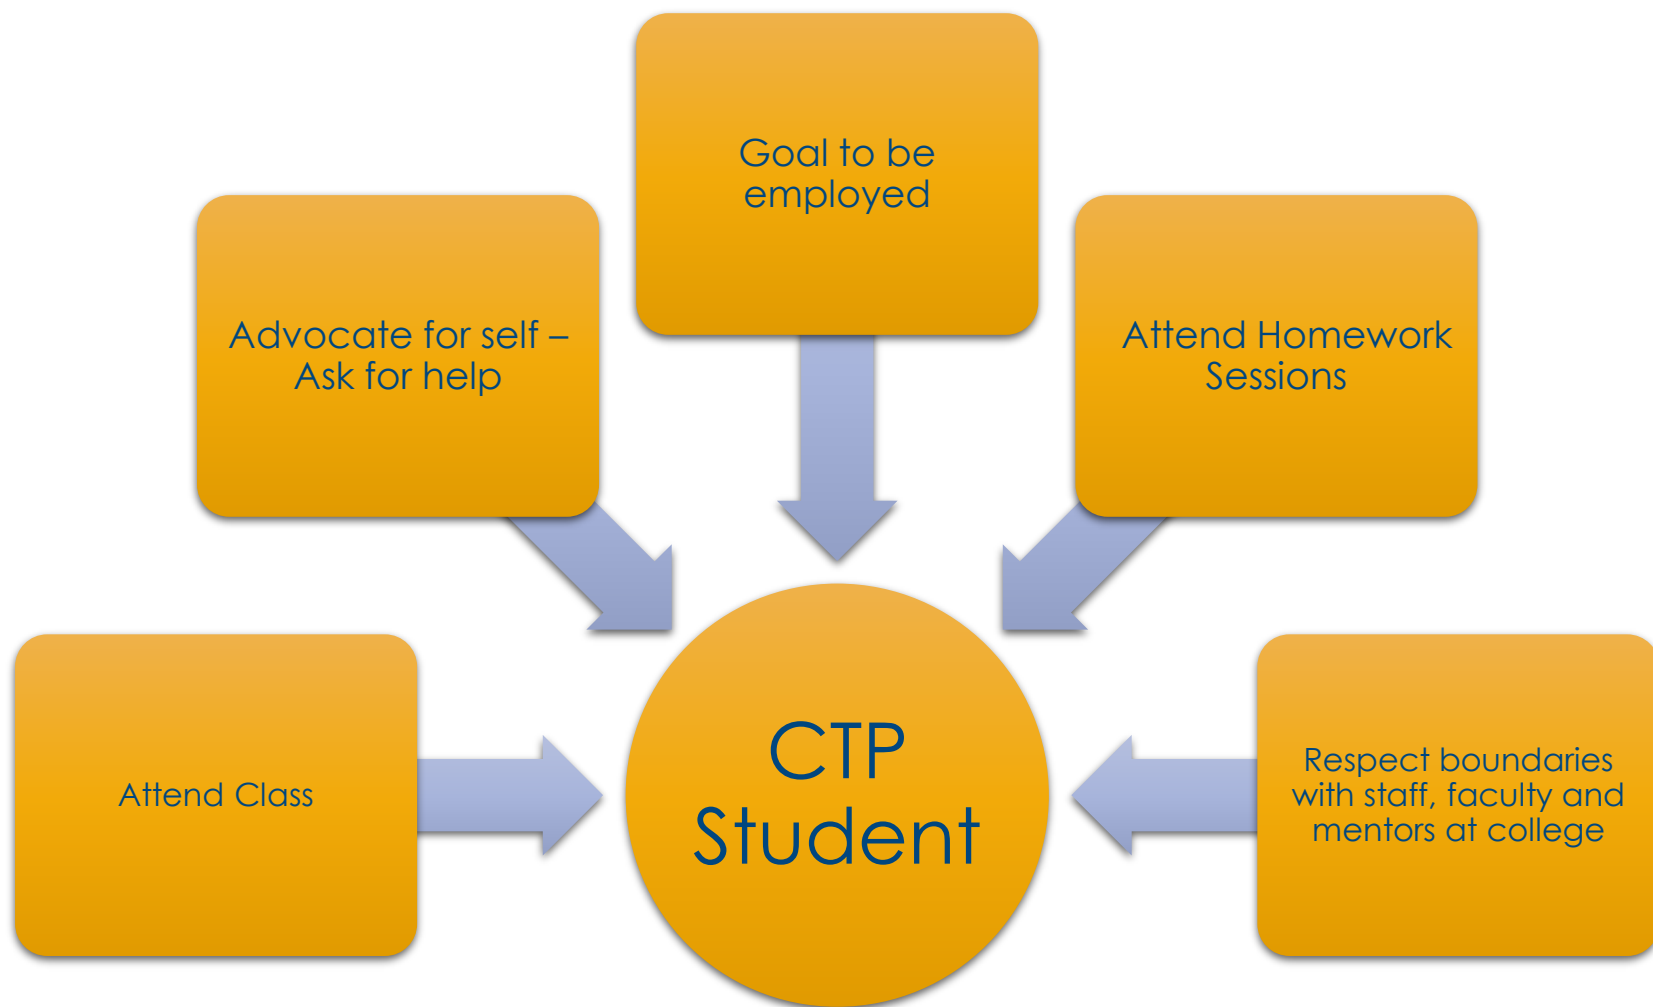 Goal to be
employed
Advocate for self –
Ask for help
Attend Homework
Sessions
Attend Class
CTP
Student
Respect boundaries
with staff, faculty and
mentors at college